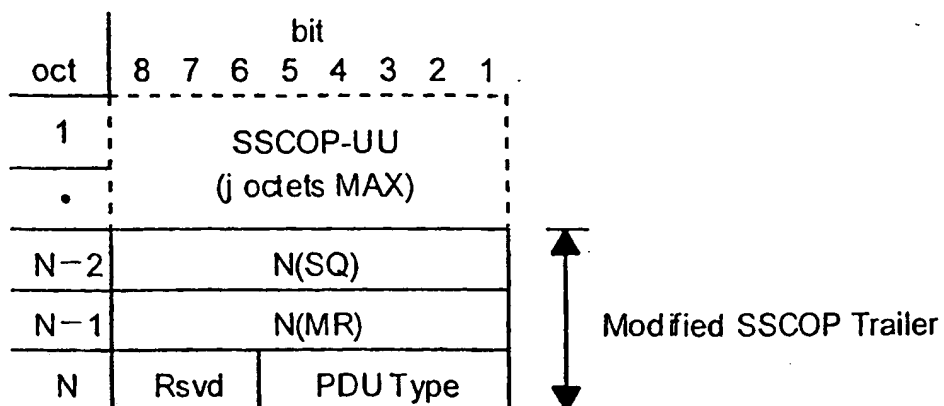 bit
oct 8 7 6 5 4 3 2 1
1 SSCOP-UU
• (j octets MAX)
N-2 N(SQ)
N-1 N(MR) Modified SSCOP Trailer
N Rsvd PDU Type